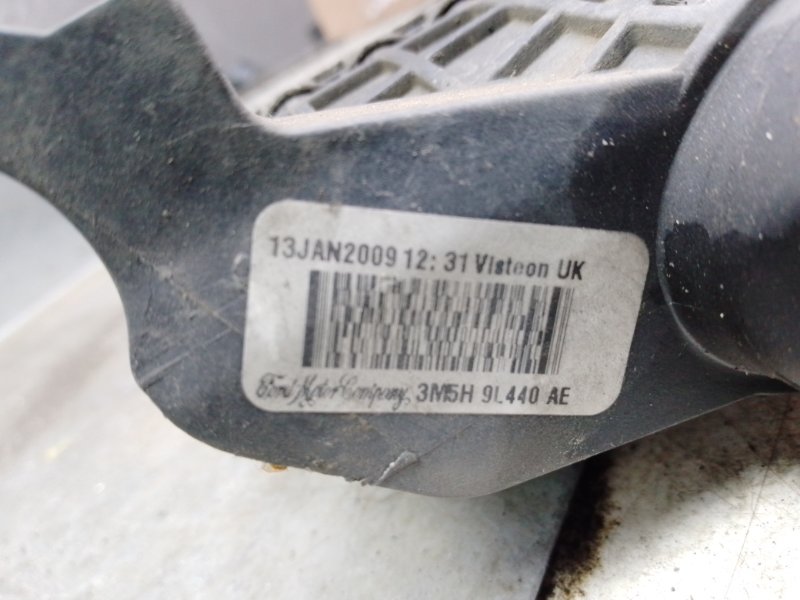 13JAN2009 12:31 Visteon UK
Ford Motor Company, 3M5H 9L440 AE